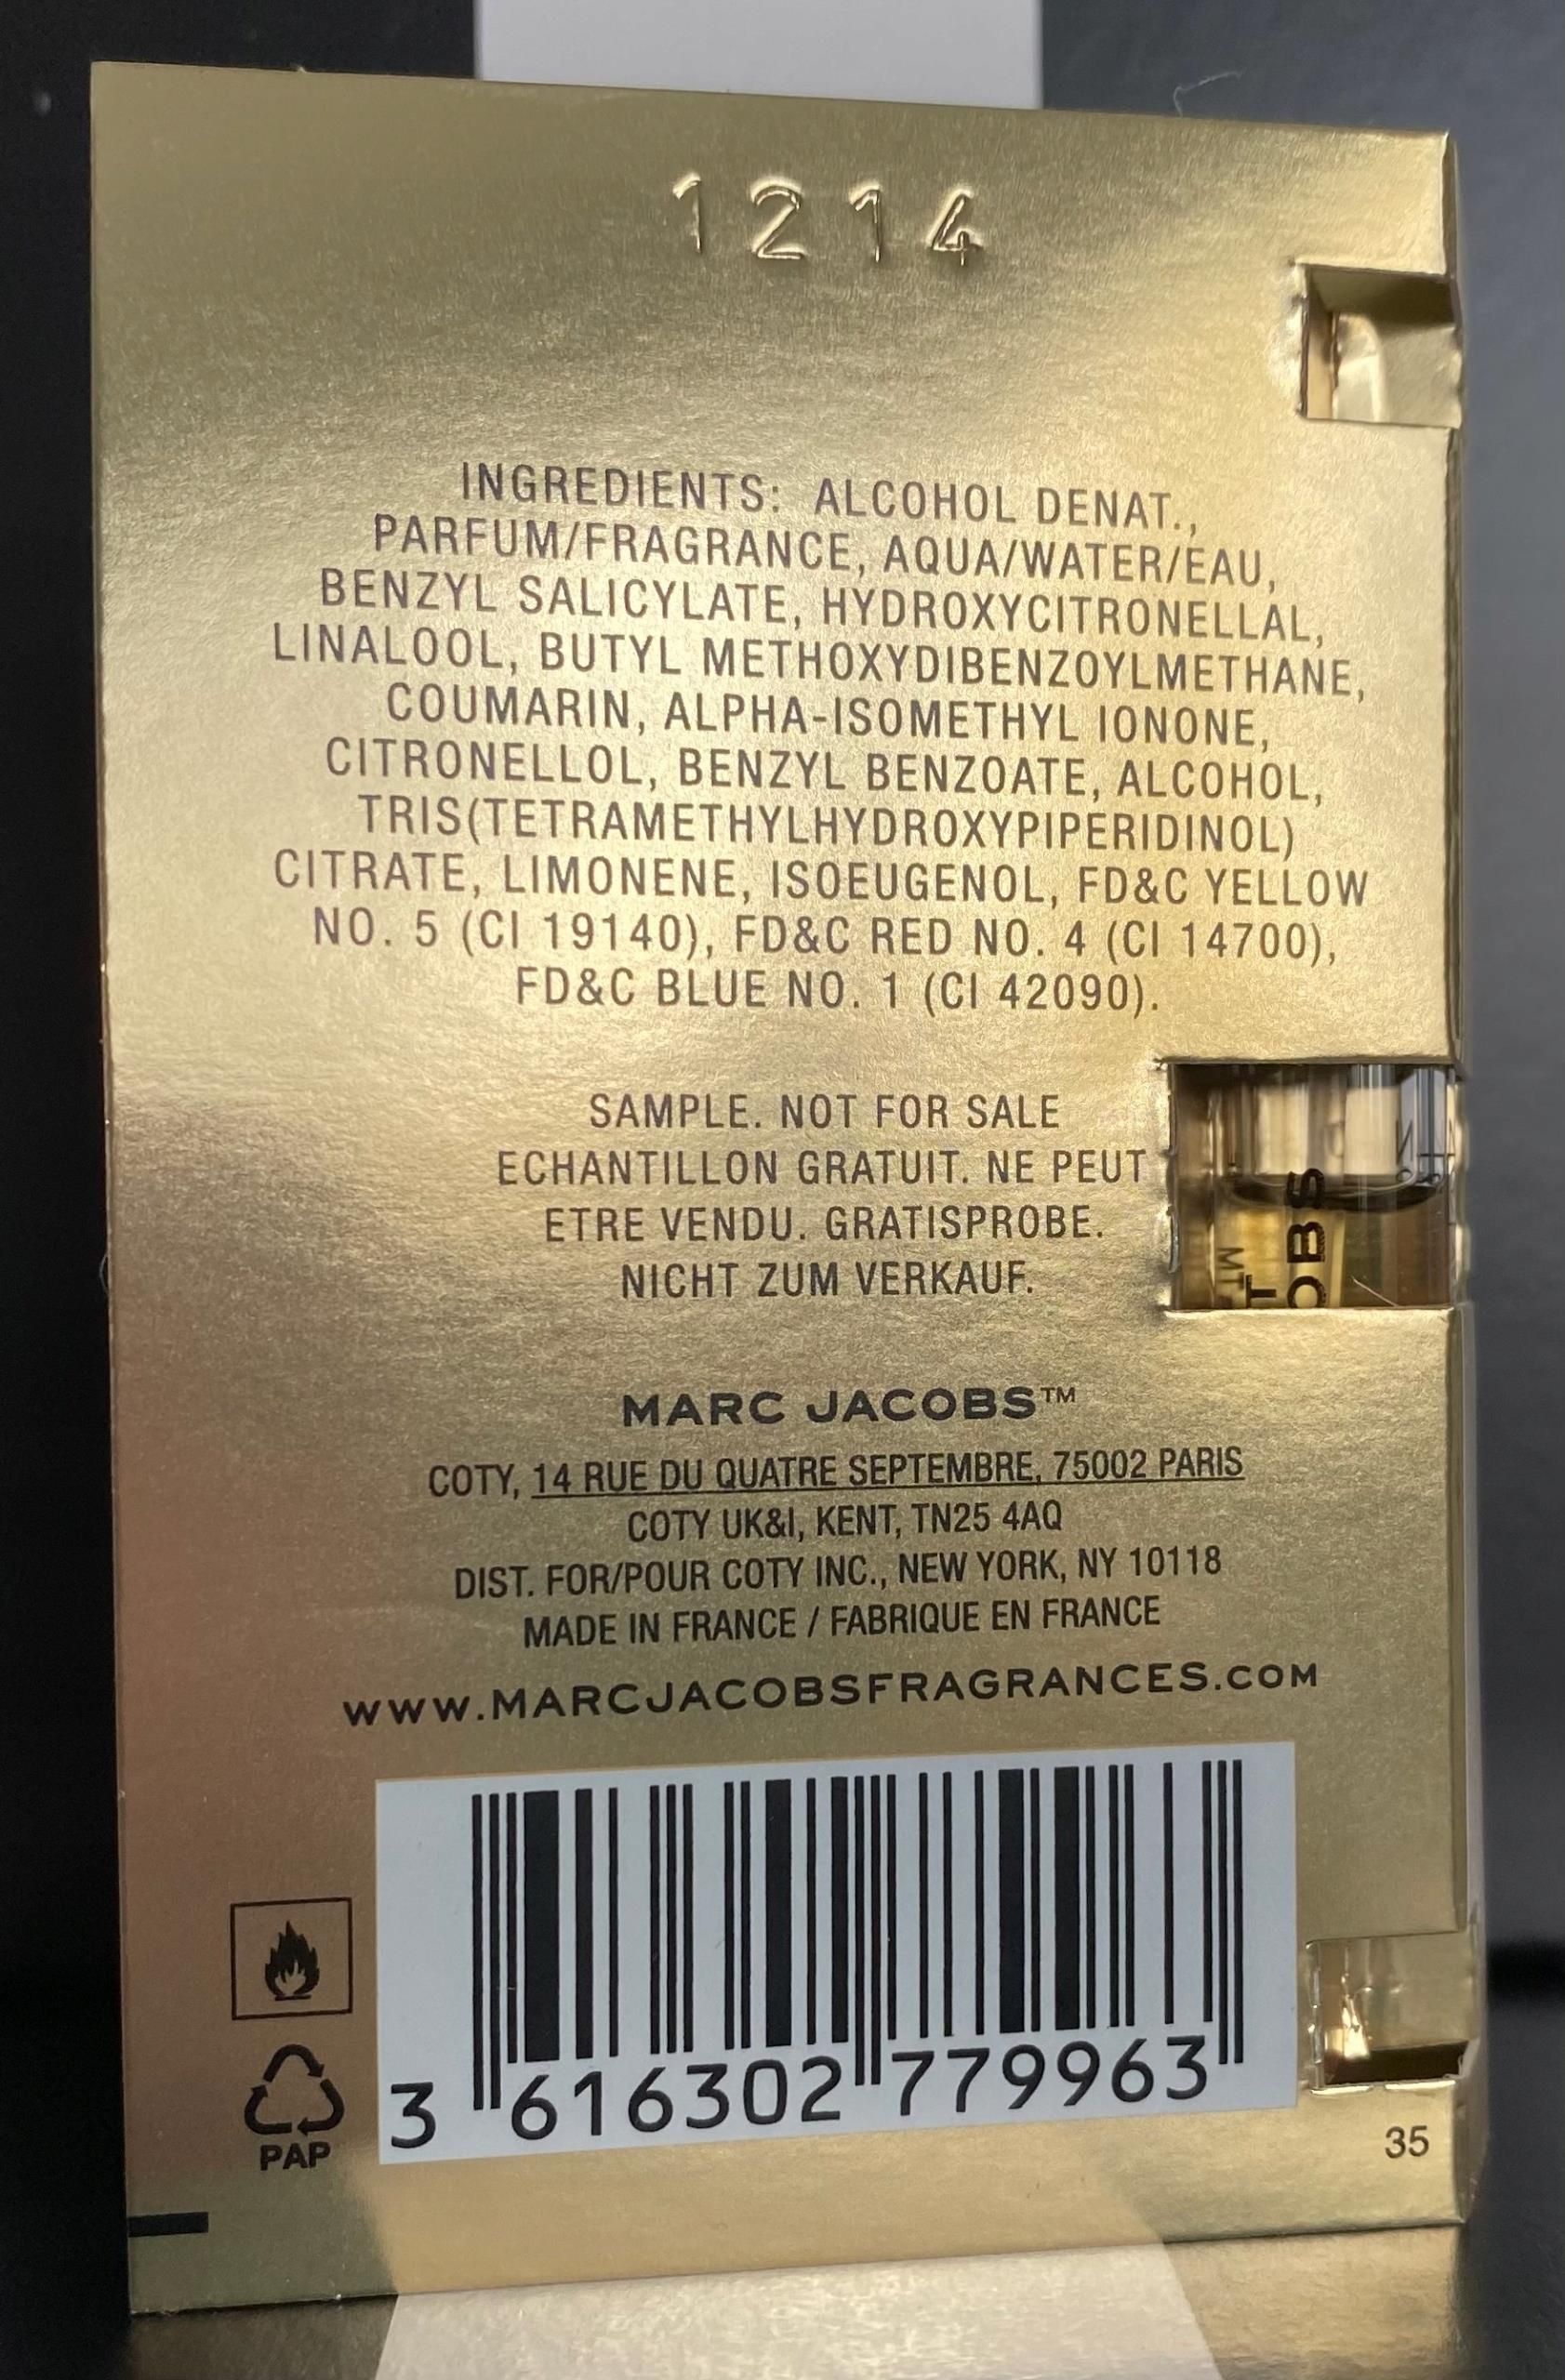 1214
INGREDIENTS: ALCOHOL DENAT.,
PARFUM/FRAGRANCE, AQUA/WATER/EAU,
BENZYL SALICYLATE, HYDROXYCITRONELLAL,
LINALOOL, BUTYL METHOXYDIBENZOYLMETHANE,
COUMARIN, ALPHA-ISOMETHYL IONONE,
CITRONELLOL, BENZYL BENZOATE, ALCOHOL,
TRIS(TETRAMETHYLHYDROXYPIPERIDINOL)
CITRATE, LIMONENE, ISOEUGENOL, FD&C YELLOW
NO. 5 (CI 19140), FD&C RED NO. 4 (CI 14700),
FD&C BLUE NO. 1 (CI 42090).
SAMPLE. NOT FOR SALE
ECHANTILLON GRATUIT. NE PEUT
ETRE VENDU. GRATISPROBE.
NICHT ZUM VERKAUF.
MARC JACOBS™
COTY, 14 RUE DU QUATRE SEPTEMBRE, 75002 PARIS
COTY UK&I, KENT, TN25 4AQ
DIST. FOR/POUR COTY INC., NEW YORK, NY 10118
MADE IN FRANCE / FABRIQUE EN FRANCE
WWW.MARCJACOBSFRAGRANCES.COM
3 616302 779963
PAP
35